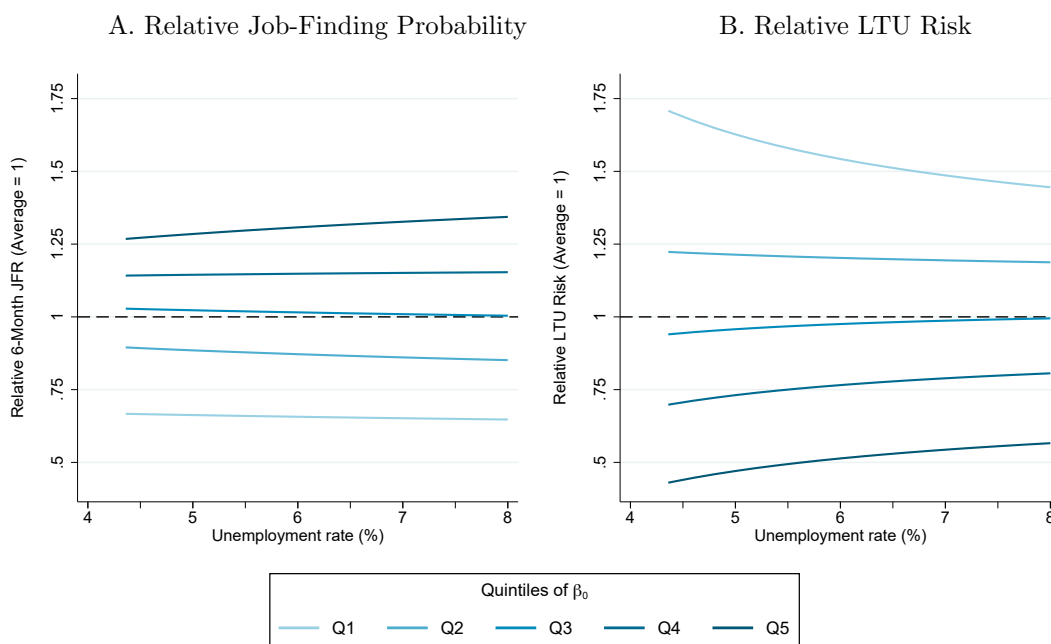 A. Relative Job-Finding Probability
Relative 6-Month JFR (Average = 1)
1.75
1.5
1.25
1
.75
.5
4 5 6 7 8
Unemployment rate (%)
B. Relative LTU Risk
Relative LTU Risk (Average = 1)
1.75
1.5
1.25
1
.75
.5
4 5 6 7 8
Unemployment rate (%)
Quintiles of β₀
Q1 Q2 Q3 Q4 Q5